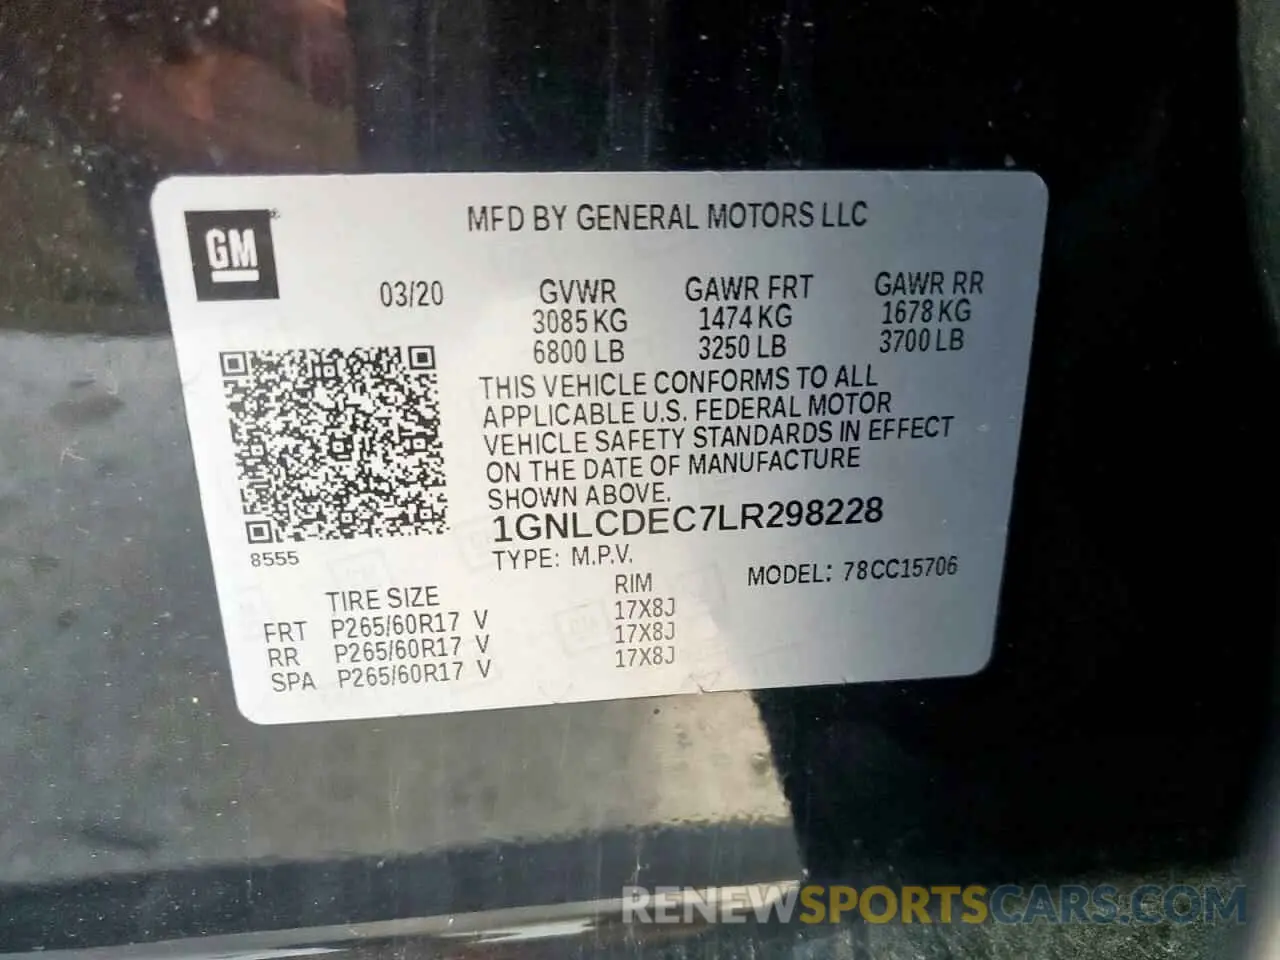 GM®
MFD BY GENERAL MOTORS LLC
03/20
GVWR GAWR FRT GAWR RR
3085 KG 1474 KG 1678 KG
6800 LB 3250 LB 3700 LB
THIS VEHICLE CONFORMS TO ALL
APPLICABLE U.S. FEDERAL MOTOR
VEHICLE SAFETY STANDARDS IN EFFECT
ON THE DATE OF MANUFACTURE
SHOWN ABOVE.
1GNLCDEC7LR298228
8555
TYPE: M.P.V.
MODEL: 78CC15706
TIRE SIZE RIM
FRT P265/60R17 V 17X8J
RR P265/60R17 V 17X8J
SPA P265/60R17 V 17X8J
RENEWSPORTSCARS.COM